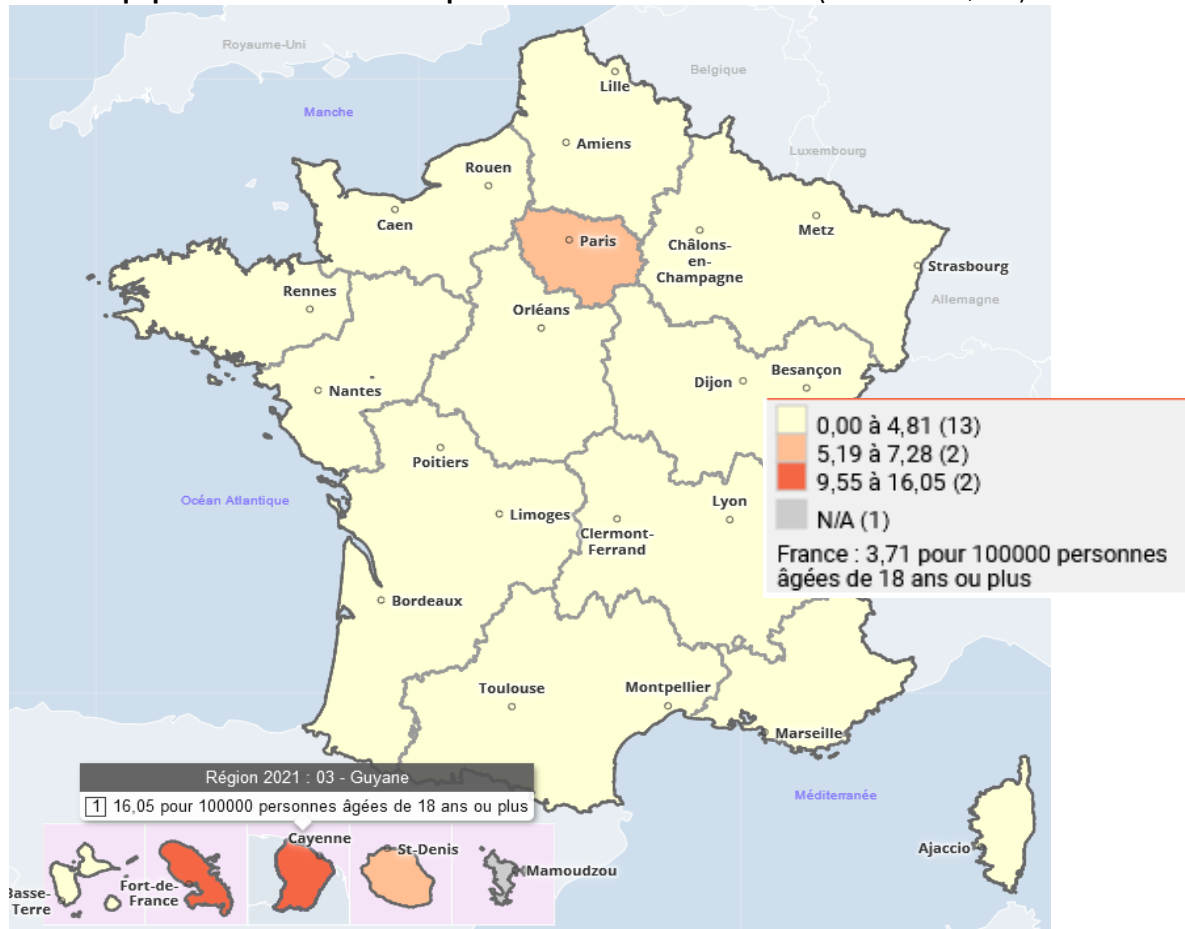 Royaume-Uni
Belgique
Lille
Manche
Amiens
Luxembourg
Rouen
Caen
Paris
Metz
Châlons-
en-
Champagne
Strasbourg
Rennes
Allemagne
Orléans
Nantes
Dijon
Besançon
0,00 à 4,81 (13)
5,19 à 7,28 (2)
9,55 à 16,05 (2)
N/A (1)
France : 3,71 pour 100000 personnes
âgées de 18 ans ou plus
Poitiers
Océan Atlantique
Limoges
Lyon
Clermont-
Ferrand
Bordeaux
Toulouse
Montpellier
Marseille
Région 2021 : 03 - Guyane
1 16,05 pour 100000 personnes âgées de 18 ans ou plus
Méditerranée
Cayenne
St-Denis
Ajaccio
Mamoudzou
Fort-de-
France
Terre